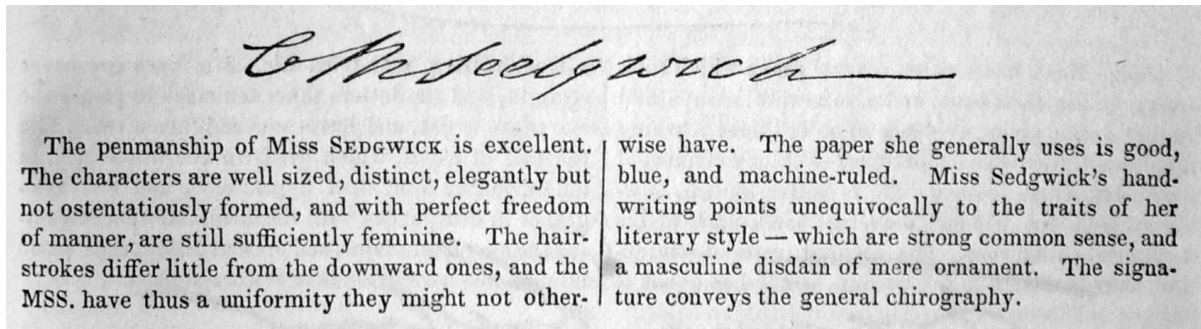 C M Sedgwick
The penmanship of Miss SEDGWICK is excellent.
The characters are well sized, distinct, elegantly but
not ostentatiously formed, and with perfect freedom
of manner, are still sufficiently feminine. The hair-
strokes differ little from the downward ones, and the
MSS. have thus a uniformity they might not other-
wise have. The paper she generally uses is good,
blue, and machine-ruled. Miss Sedgwick's hand-
writing points unequivocally to the traits of her
literary style — which are strong common sense, and
a masculine disdain of mere ornament. The signa-
ture conveys the general chirography.